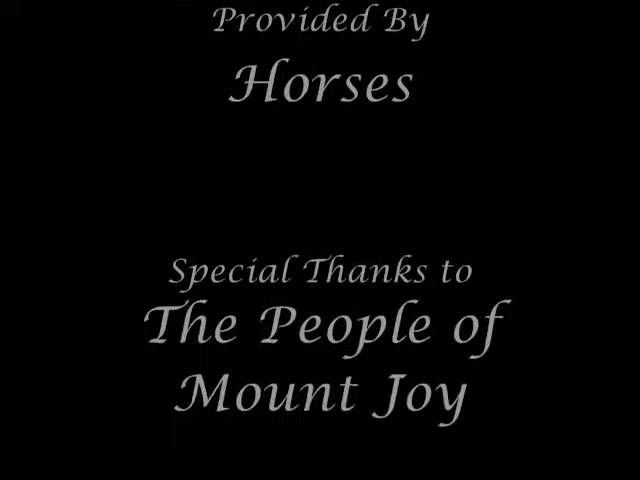 Provided By
Horses
Special Thanks to
The People of
Mount Joy